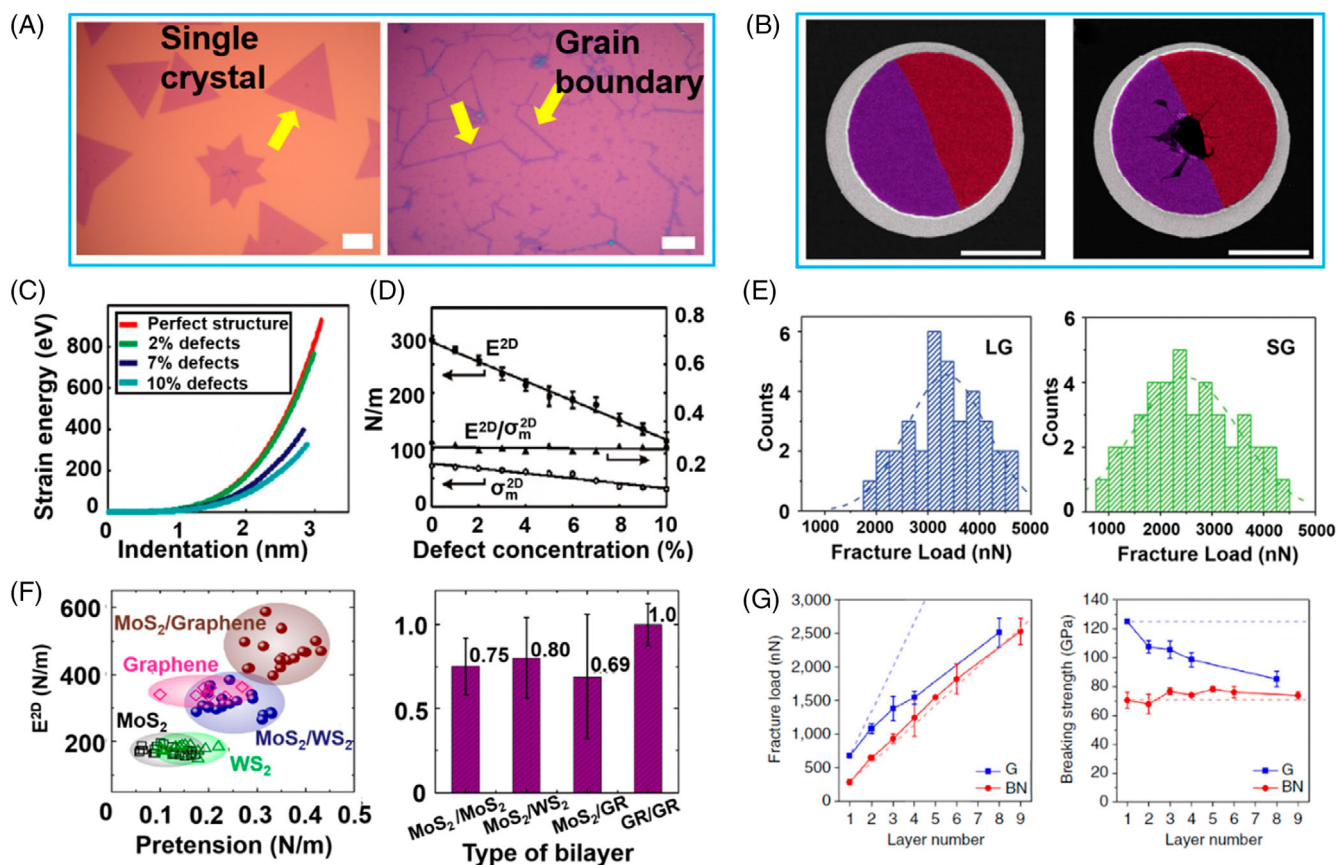 (A)
Single
crystal
Grain
boundary
(B)
(C)
Strain energy (eV)
800
600
400
200
0
Perfect structure
2% defects
7% defects
10% defects
0 1 2 3
Indentation (nm)
(D)
N/m
300
200
100
0
E²ᴰ
E²ᴰ/σₘ²ᴰ
σₘ²ᴰ
0.8
0.6
0.4
0.2
0 2 4 6 8 10
Defect concentration (%)
(E)
Counts
6
4
2
0
LG
1000 2000 3000 4000 5000
Fracture Load (nN)
Counts
6
4
2
0
SG
1000 2000 3000 4000 5000
Fracture Load (nN)
(F)
E²ᴰ (N/m)
600
400
200
MoS₂/Graphene
Graphene
MoS₂
MoS₂/WS₂
WS₂
0 0.1 0.2 0.3 0.4 0.5
Pretension (N/m)
1.0
0.5
0
0.75
0.80
0.69
1.0
MoS₂/MoS₂
MoS₂/WS₂
MoS₂/GR
GR/GR
Type of bilayer
(G)
Fracture load (nN)
3,000
2,500
2,000
1,500
1,000
500
0
G
BN
1 2 3 4 5 6 7 8 9
Layer number
Breaking strength (GPa)
140
120
100
80
60
40
20
0
G
BN
1 2 3 4 5 6 7 8 9
Layer number